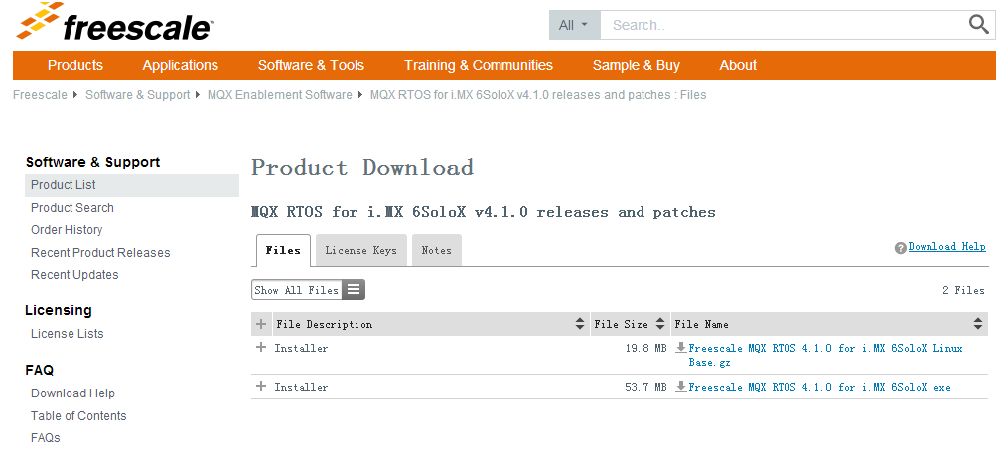 freescale™
All Search..
Products Applications Software & Tools Training & Communities Sample & Buy About
Freescale Software & Support MQX Enablement Software MQX RTOS for i.MX 6SoloX v4.1.0 releases and patches : Files
Software & Support
Product List
Product Search
Order History
Recent Product Releases
Recent Updates
Licensing
License Lists
FAQ
Download Help
Table of Contents
FAQs
Product Download
MQX RTOS for i.MX 6SoloX v4.1.0 releases and patches
Files License Keys Notes
? Download Help
Show All Files 2 Files
+ File Description File Size File Name
+ Installer 19.8 MB Freescale MQX RTOS 4.1.0 for i.MX 6SoloX Linux
Base.gz
+ Installer 53.7 MB Freescale MQX RTOS 4.1.0 for i.MX 6SoloX.exe